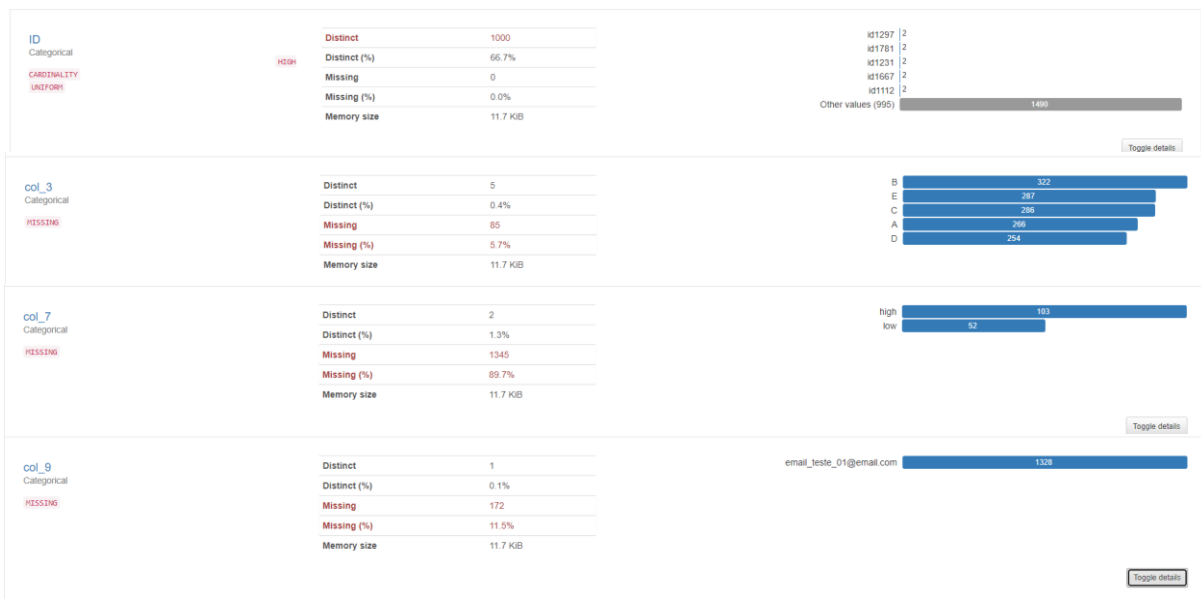 ID
Categorical
HIGH
CARDINALITY
UNIFORM
Distinct 1000
Distinct (%) 66.7%
Missing 0
Missing (%) 0.0%
Memory size 11.7 KiB
id1297 2
id1781 2
id1231 2
id1667 2
id1112 2
Other values (995) 1490
Toggle details
col_3
Categorical
MISSING
Distinct 5
Distinct (%) 0.4%
Missing 85
Missing (%) 5.7%
Memory size 11.7 KiB
B 322
E 287
C 286
A 266
D 254
col_7
Categorical
MISSING
Distinct 2
Distinct (%) 1.3%
Missing 1345
Missing (%) 89.7%
Memory size 11.7 KiB
high 103
low 52
Toggle details
col_9
Categorical
MISSING
Distinct 1
Distinct (%) 0.1%
Missing 172
Missing (%) 11.5%
Memory size 11.7 KiB
email_teste_01@email.com 1328
Toggle details